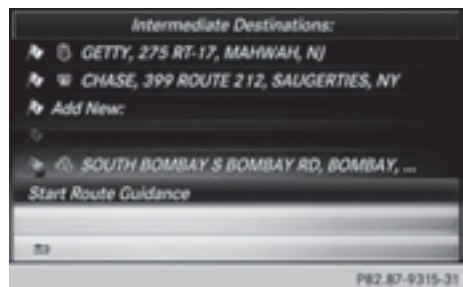 Intermediate Destinations:
GETTY, 275 RT-17, MAHWAH, NJ
CHASE, 399 ROUTE 212, SAUGERTIES, NY
Add New:
SOUTH BOMBAY S BOMBAY RD, BOMBAY, ...
Start Route Guidance
P82.87-9315-31